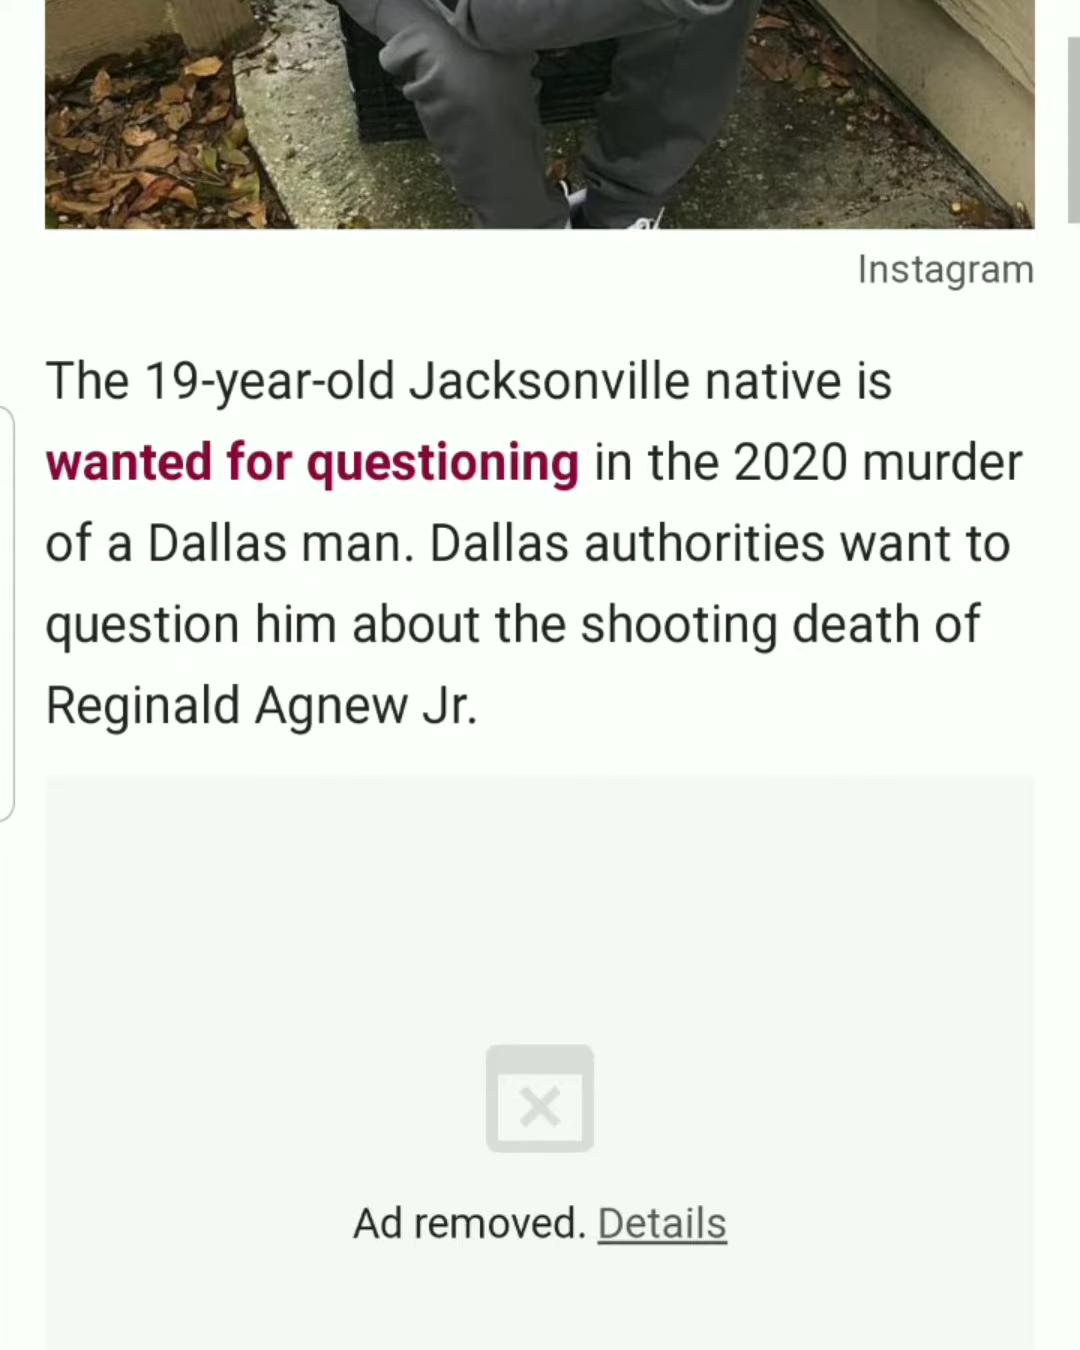 Instagram
The 19-year-old Jacksonville native is
wanted for questioning in the 2020 murder
of a Dallas man. Dallas authorities want to
question him about the shooting death of
Reginald Agnew Jr.
Ad removed. Details